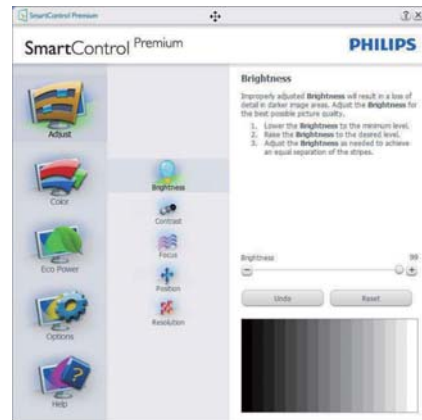 SmartControl Premium
SmartControl Premium
PHILIPS
Adjust
Color
Eco Power
Options
Help
Brightness
Contrast
Focus
Position
Resolution
Brightness
Improperly adjusted Brightness will result in a loss of
detail in darker image areas. Adjust the Brightness for
the best possible picture quality.
1. Lower the Brightness to the minimum level.
2. Raise the Brightness to the desired level.
3. Adjust the Brightness as needed to achieve
an equal separation of the stripes.
Brightness 99
Undo Reset